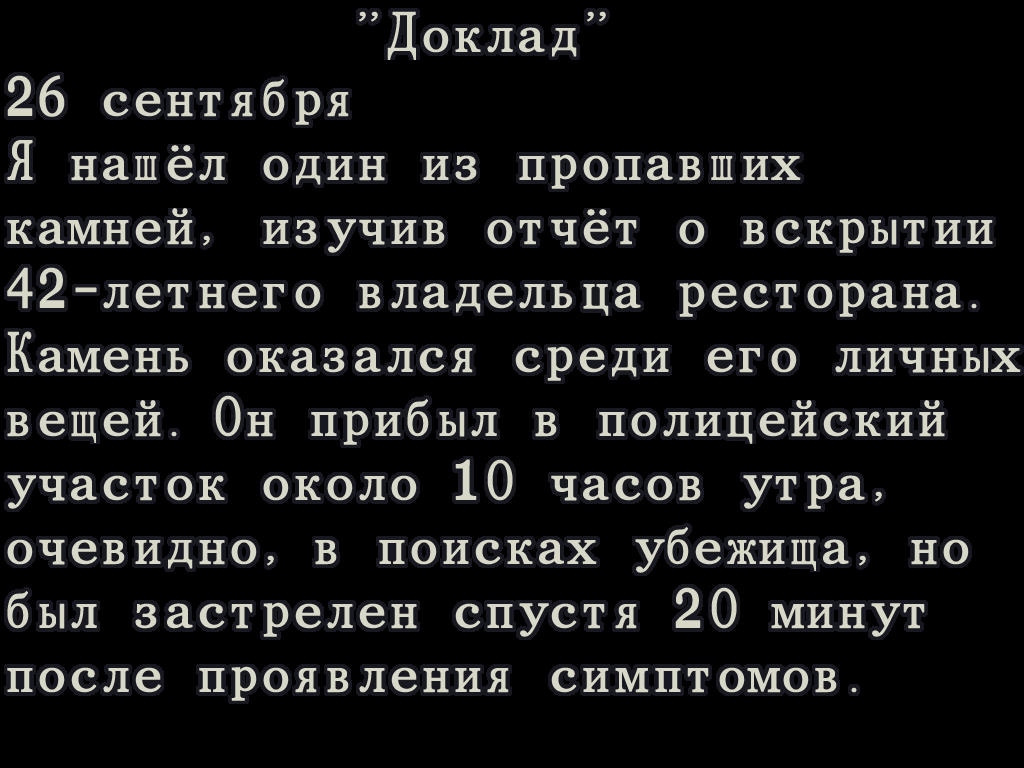 ”Доклад”
26 сентября
Я нашёл один из пропавших
камней, изучив отчёт о вскрытии
42-летнего владельца ресторана.
Камень оказался среди его личных
вещей. Он прибыл в полицейский
участок около 10 часов утра,
очевидно, в поисках убежища, но
был застрелен спустя 20 минут
после проявления симптомов.